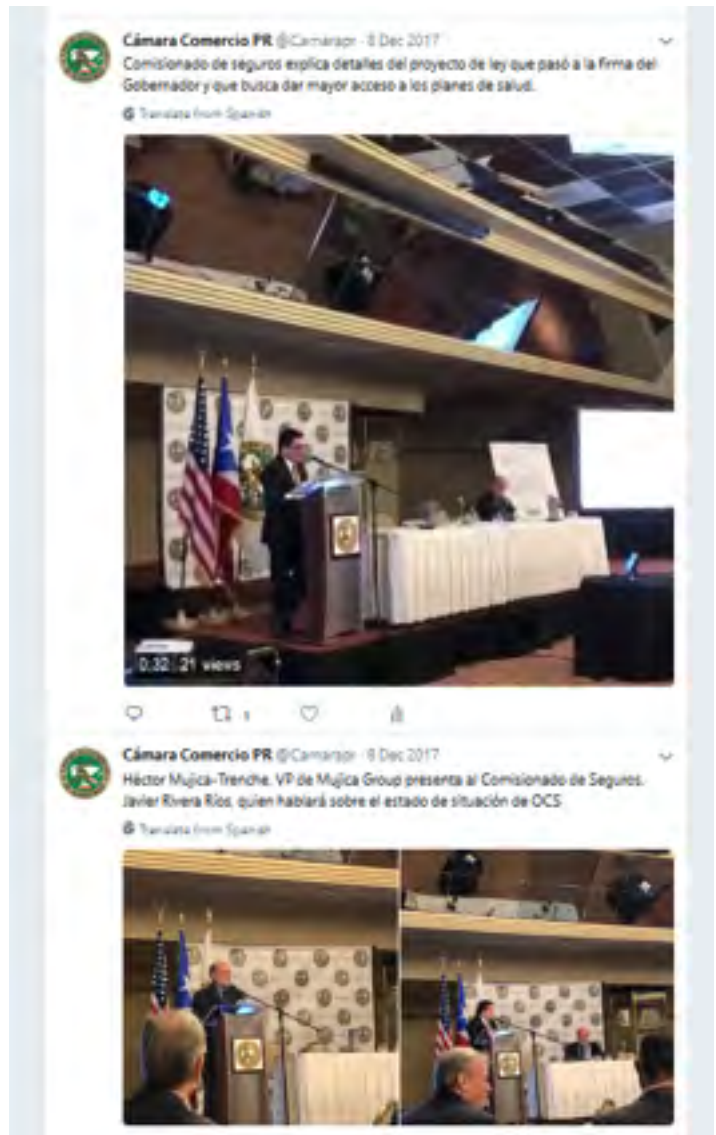 Cámara Comercio PR @Camarapr · 8 Dec 2017
Comisionado de seguros explica detalles del proyecto de ley que pasó a la firma del
Gobernador y que busca dar mayor acceso a los planes de salud.
Translate from Spanish
0:32 21 views
1
Cámara Comercio PR @Camarapr · 8 Dec 2017
Héctor Mujica-Trenche, VP de Mujica Group presenta al Comisionado de Seguros,
Javier Rivera Ríos, quien hablará sobre el estado de situación de OCS
Translate from Spanish